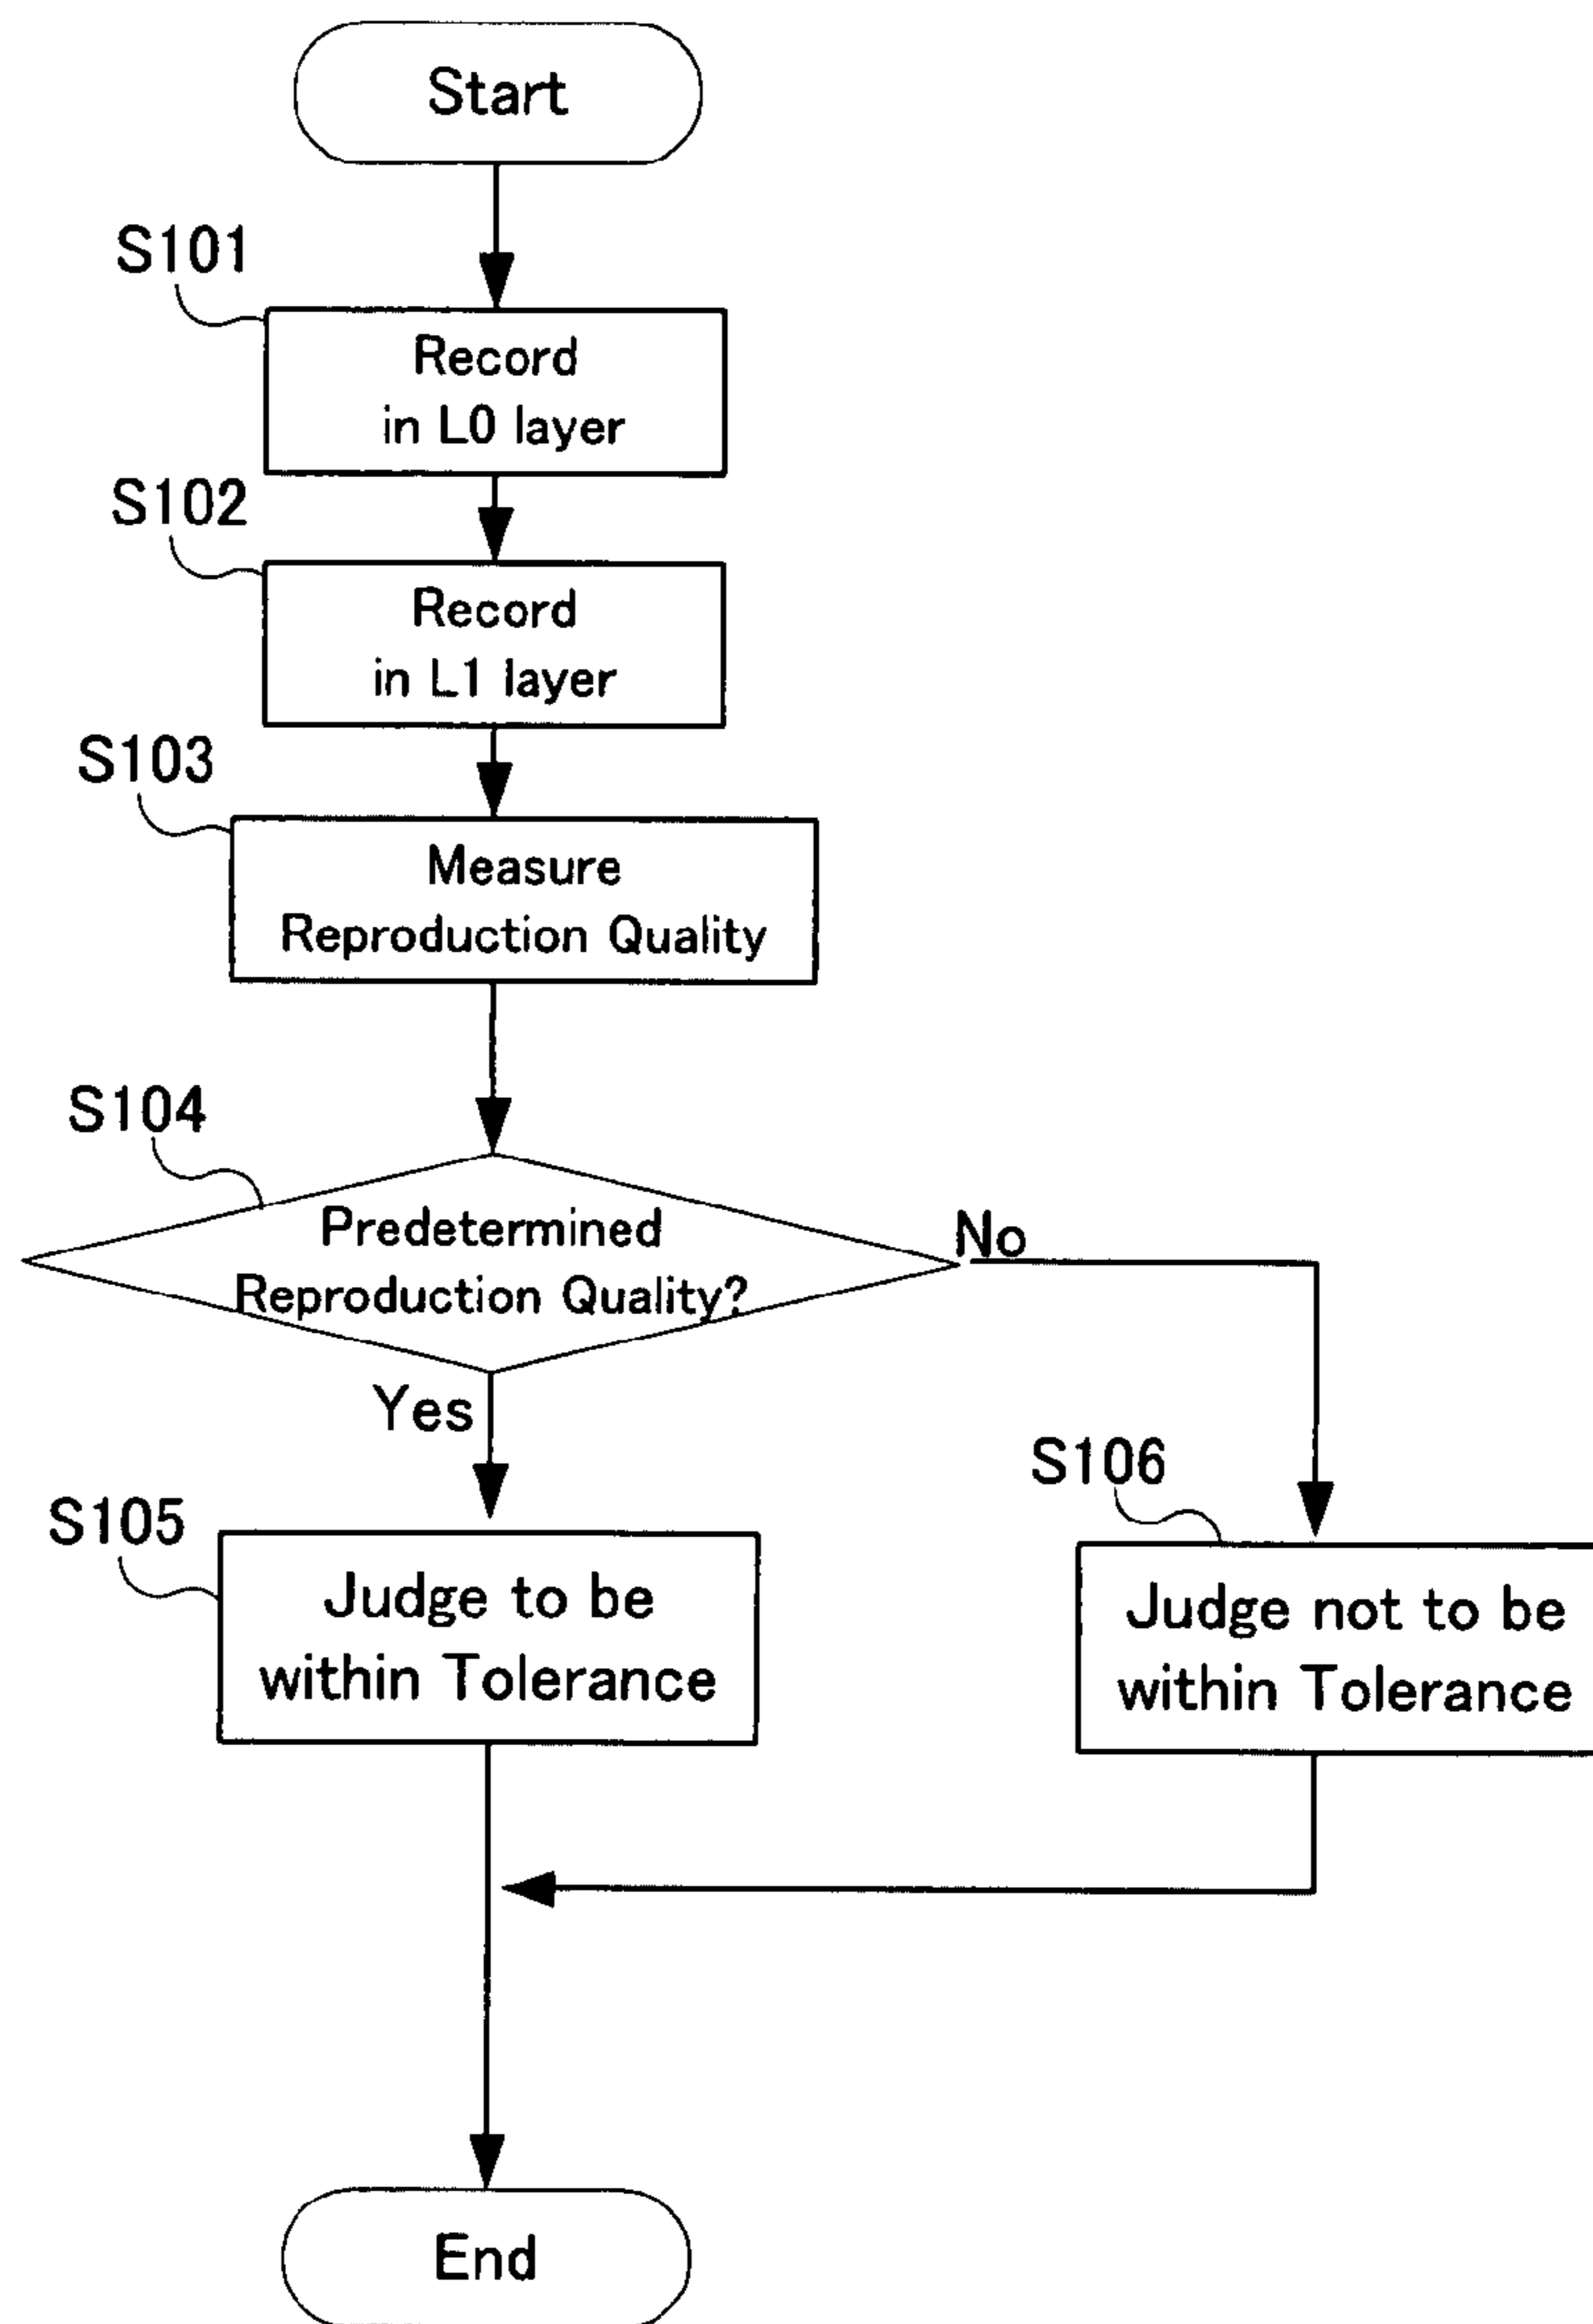 Start
S101
Record
in L0 layer
S102
Record
in L1 layer
S103
Measure
Reproduction Quality
S104
Predetermined
Reproduction Quality?
No
Yes
S105
Judge to be
within Tolerance
S106
Judge not to be
within Tolerance
End